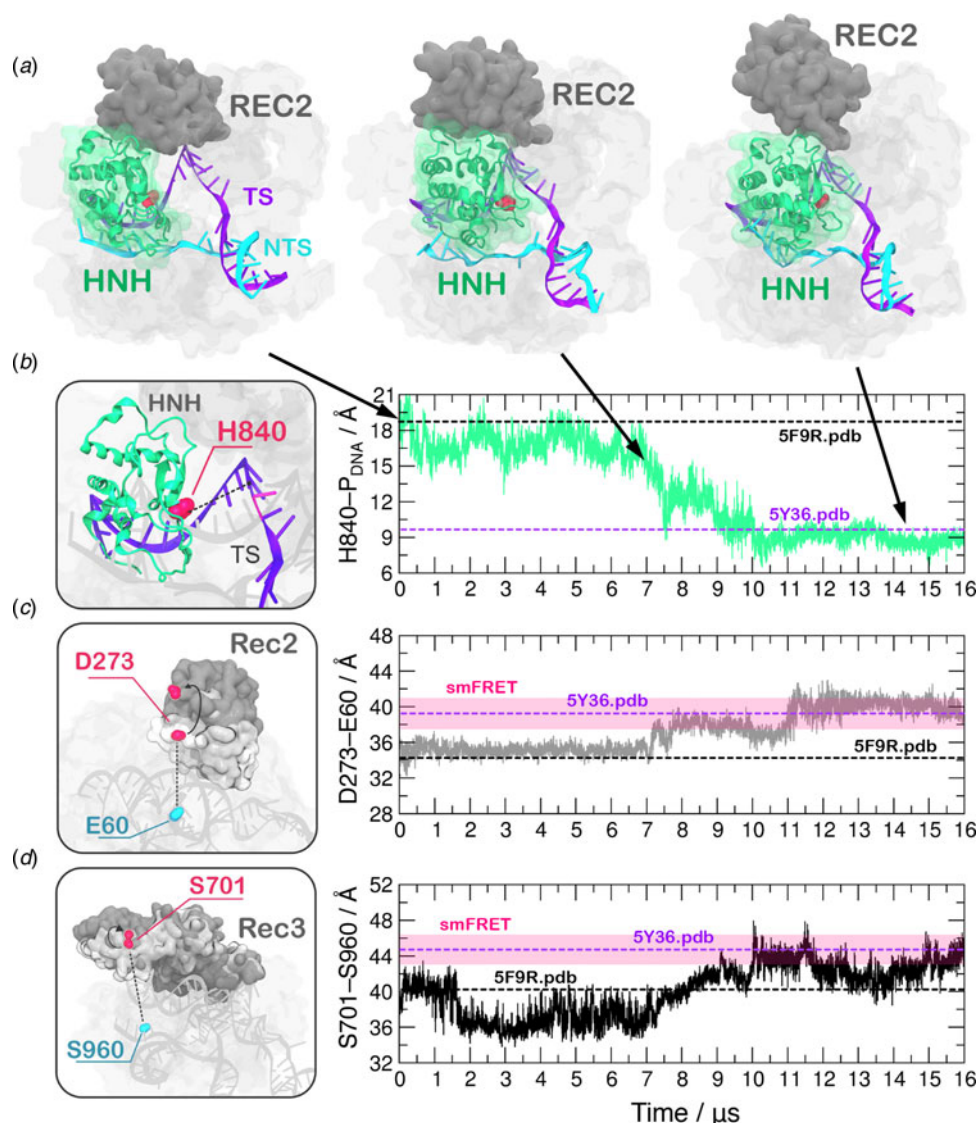 (a)
REC2
TS
NTS
HNH
REC2
HNH
REC2
HNH
(b)
HNH
H840
TS
H840–P_DNA / Å
21
18
15
12
9
6
5F9R.pdb
5Y36.pdb
0 1 2 3 4 5 6 7 8 9 10 11 12 13 14 15 16
(c)
Rec2
D273
E60
D273–E60 / Å
48
44
40
36
32
28
smFRET
5Y36.pdb
5F9R.pdb
0 1 2 3 4 5 6 7 8 9 10 11 12 13 14 15 16
(d)
S701
Rec3
S960
S701–S960 / Å
52
48
44
40
36
32
smFRET
5Y36.pdb
5F9R.pdb
0 1 2 3 4 5 6 7 8 9 10 11 12 13 14 15 16
Time / μs